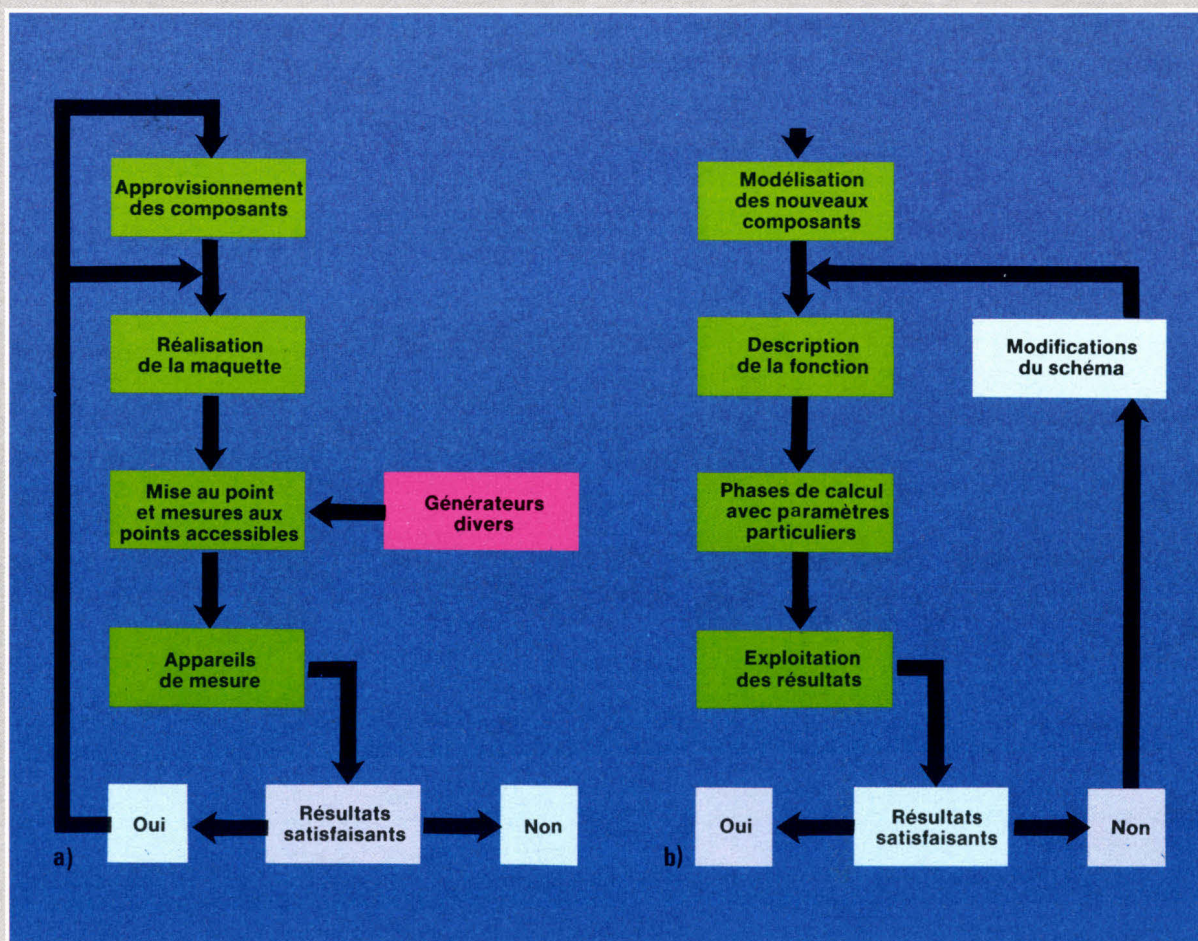 Approvisionnement
des composants
Réalisation
de la maquette
Mise au point
et mesures aux
points accessibles
Générateurs
divers
Appareils
de mesure
Oui
Résultats
satisfaisants
Non
a)
Modélisation
des nouveaux
composants
Description
de la fonction
Modifications
du schéma
Phases de calcul
avec paramètres
particuliers
Exploitation
des résultats
Oui
Résultats
satisfaisants
Non
b)